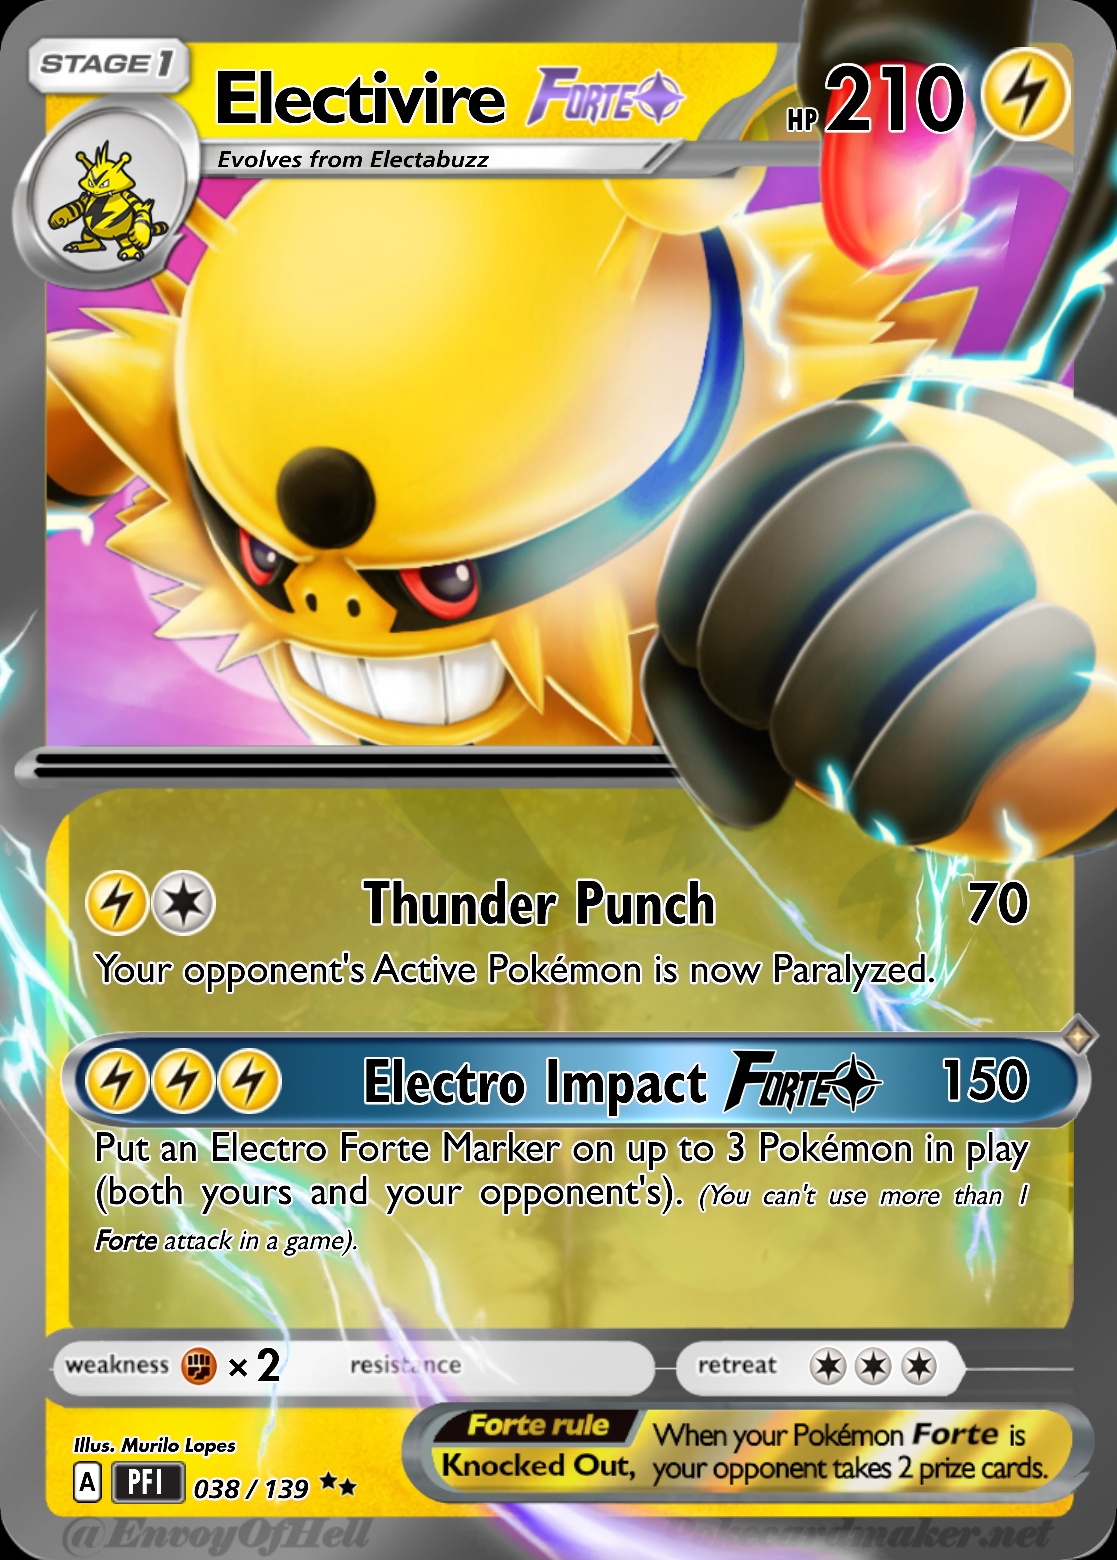 STAGE 1
Electivire FORTE HP 210
Evolves from Electabuzz
Thunder Punch 70
Your opponent's Active Pokémon is now Paralyzed.
Electro Impact FORTE 150
Put an Electro Forte Marker on up to 3 Pokémon in play
(both yours and your opponent's). (You can't use more than 1
Forte attack in a game).
weakness × 2 resistance retreat
Forte rule When your Pokémon Forte is
Knocked Out, your opponent takes 2 prize cards.
Illus. Murilo Lopes
A PFI 038 / 139
@EnvoyOfHell Pokecardmaker.net